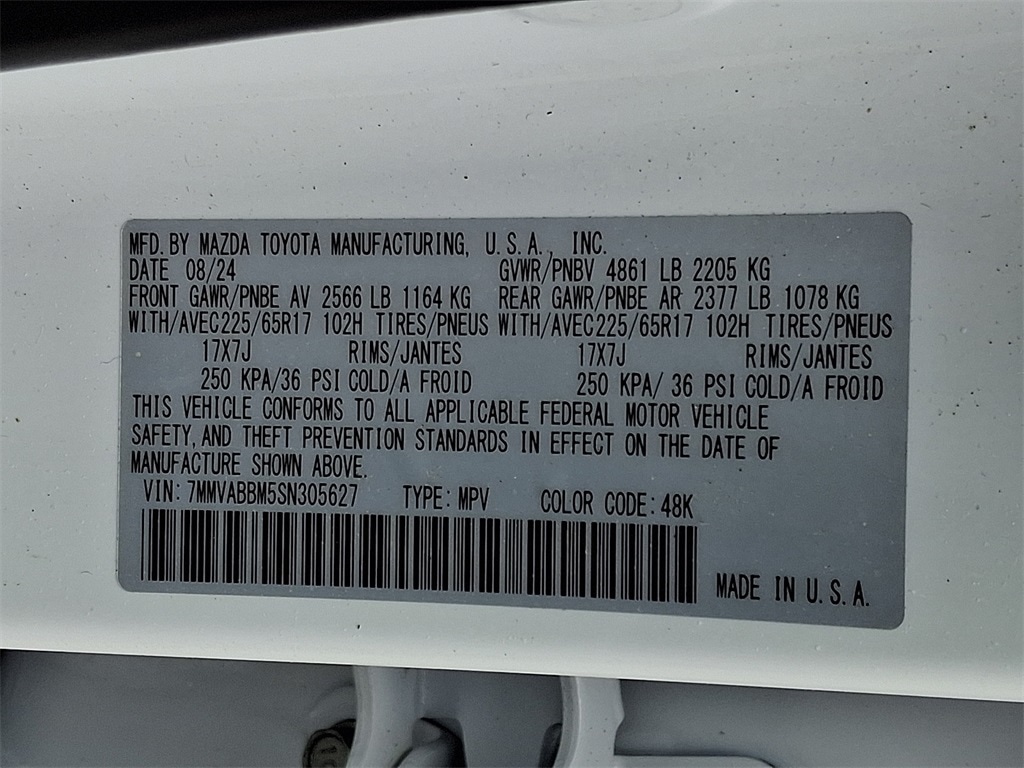 MFD. BY MAZDA TOYOTA MANUFACTURING, U.S.A., INC.
DATE 08/24 GVWR/PNBV 4861 LB 2205 KG
FRONT GAWR/PNBE AV 2566 LB 1164 KG REAR GAWR/PNBE AR 2377 LB 1078 KG
WITH/AVEC225/65R17 102H TIRES/PNEUS WITH/AVEC225/65R17 102H TIRES/PNEUS
17X7J RIMS/JANTES 17X7J RIMS/JANTES
250 KPA/36 PSI COLD/A FROID 250 KPA/ 36 PSI COLD/A FROID
THIS VEHICLE CONFORMS TO ALL APPLICABLE FEDERAL MOTOR VEHICLE
SAFETY, AND THEFT PREVENTION STANDARDS IN EFFECT ON THE DATE OF
MANUFACTURE SHOWN ABOVE.
VIN: 7MMVABBM5SN305627 TYPE: MPV COLOR CODE: 48K
MADE IN U.S.A.